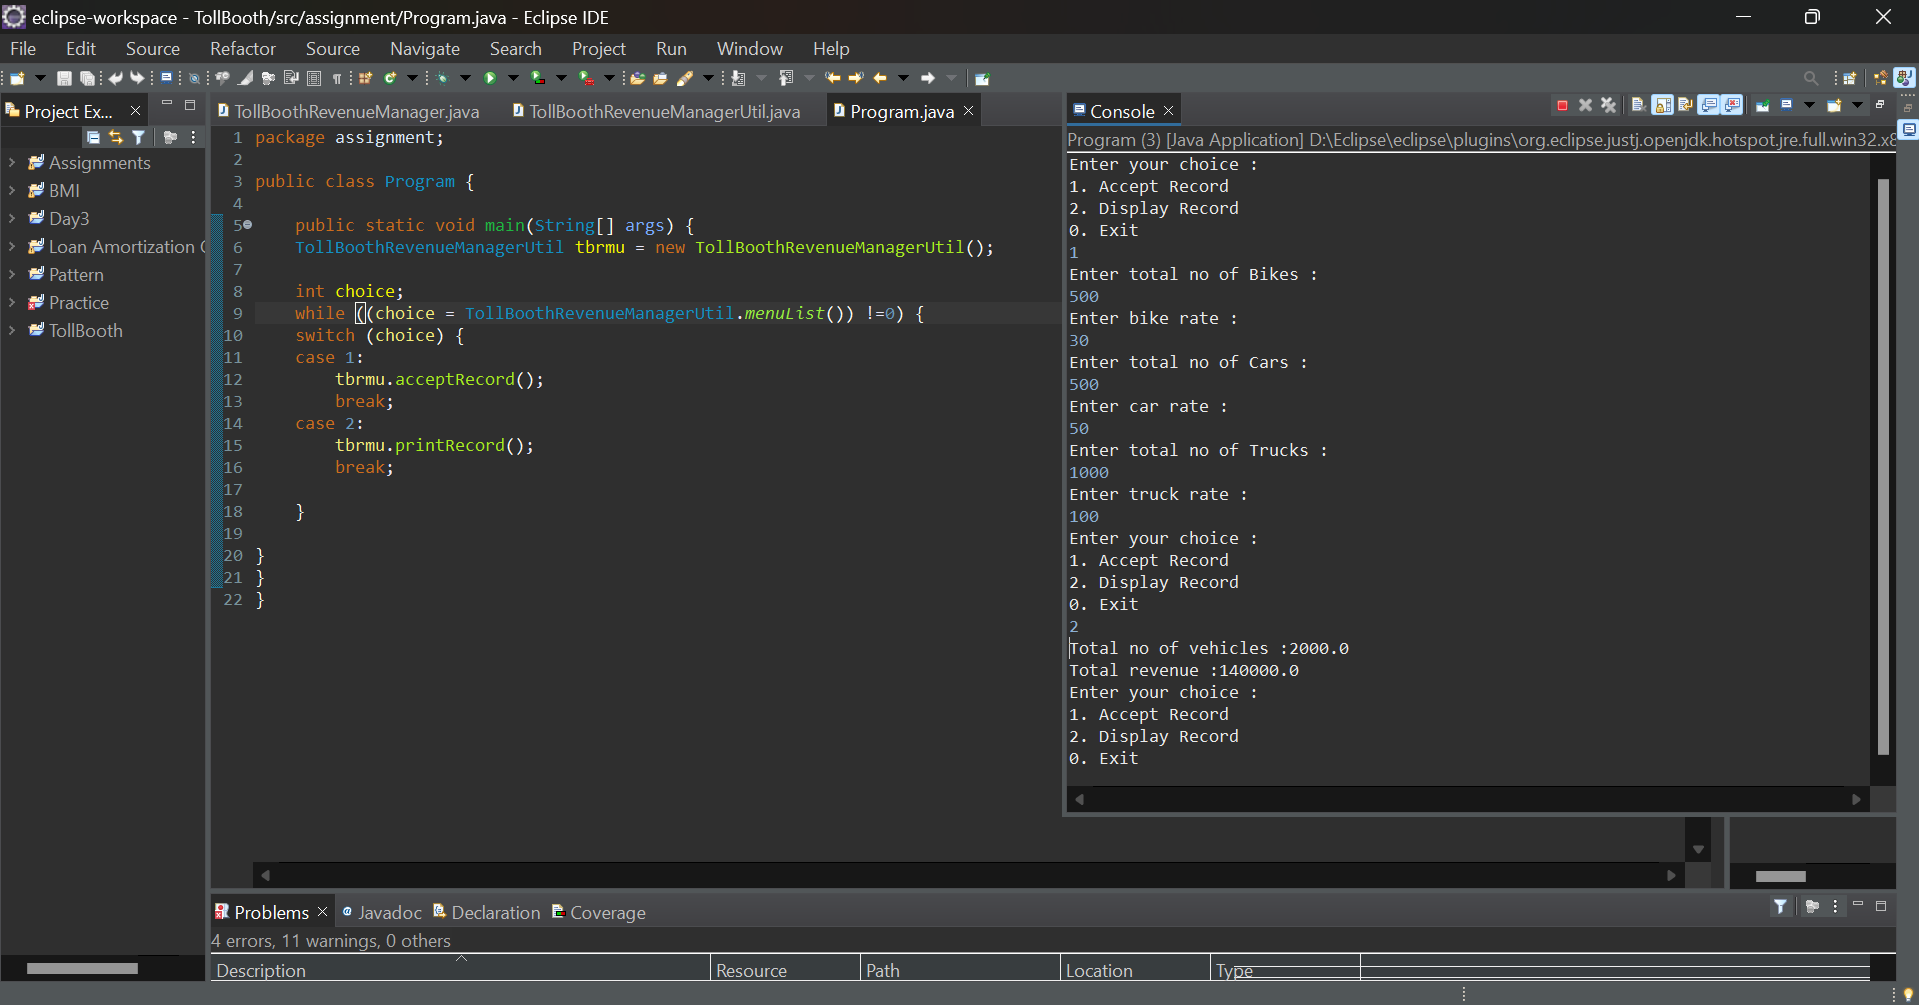 eclipse-workspace - TollBooth/src/assignment/Program.java - Eclipse IDE
File Edit Source Refactor Source Navigate Search Project Run Window Help
Project Ex...
Assignments
BMI
Day3
Loan Amortization
Pattern
Practice
TollBooth
TollBoothRevenueManager.java TollBoothRevenueManagerUtil.java Program.java
1 package assignment;
2
3 public class Program {
4
5 public static void main(String[] args) {
6 TollBoothRevenueManagerUtil tbrmu = new TollBoothRevenueManagerUtil();
7
8 int choice;
9 while ((choice = TollBoothRevenueManagerUtil.menuList()) !=0) {
10 switch (choice) {
11 case 1:
12 tbrmu.acceptRecord();
13 break;
14 case 2:
15 tbrmu.printRecord();
16 break;
17
18 }
19
20 }
21 }
22 }
Console
Program (3) [Java Application] D:\Eclipse\eclipse\plugins\org.eclipse.justj.openjdk.hotspot.jre.full.win32.x8
Enter your choice :
1. Accept Record
2. Display Record
0. Exit
1
Enter total no of Bikes :
500
Enter bike rate :
30
Enter total no of Cars :
500
Enter car rate :
50
Enter total no of Trucks :
1000
Enter truck rate :
100
Enter your choice :
1. Accept Record
2. Display Record
0. Exit
2
Total no of vehicles :2000.0
Total revenue :140000.0
Enter your choice :
1. Accept Record
2. Display Record
0. Exit
Problems Javadoc Declaration Coverage
4 errors, 11 warnings, 0 others
Description Resource Path Location Type